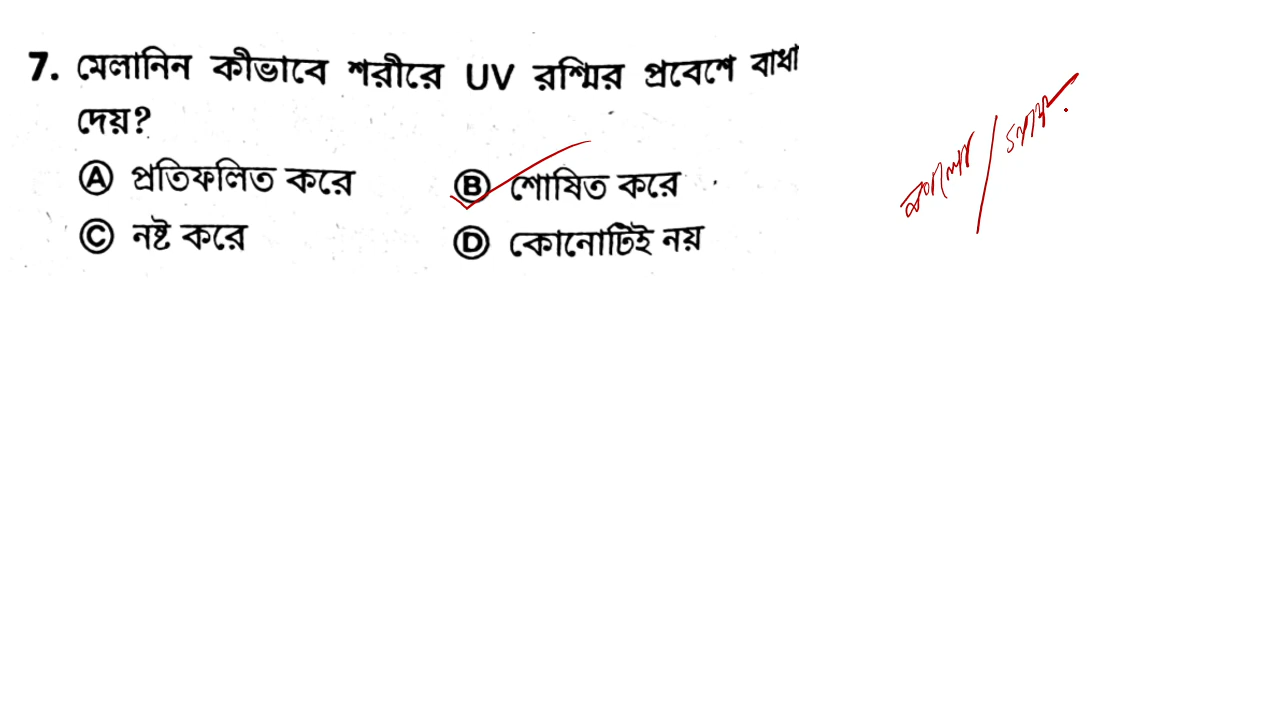 7. মেলানিন কীভাবে শরীরে UV রশ্মির প্রবেশে বাধা
দেয়?
Ⓐ প্রতিফলিত করে Ⓑ শোষিত করে
Ⓒ নষ্ট করে Ⓓ কোনোটিই নয়